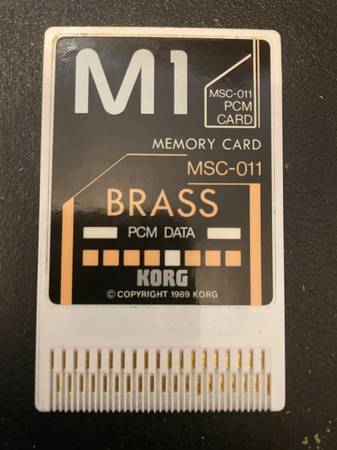 M1
MSC-011
PCM
CARD
MEMORY CARD
MSC-011
BRASS
PCM DATA
KORG
© COPYRIGHT 1989 KORG